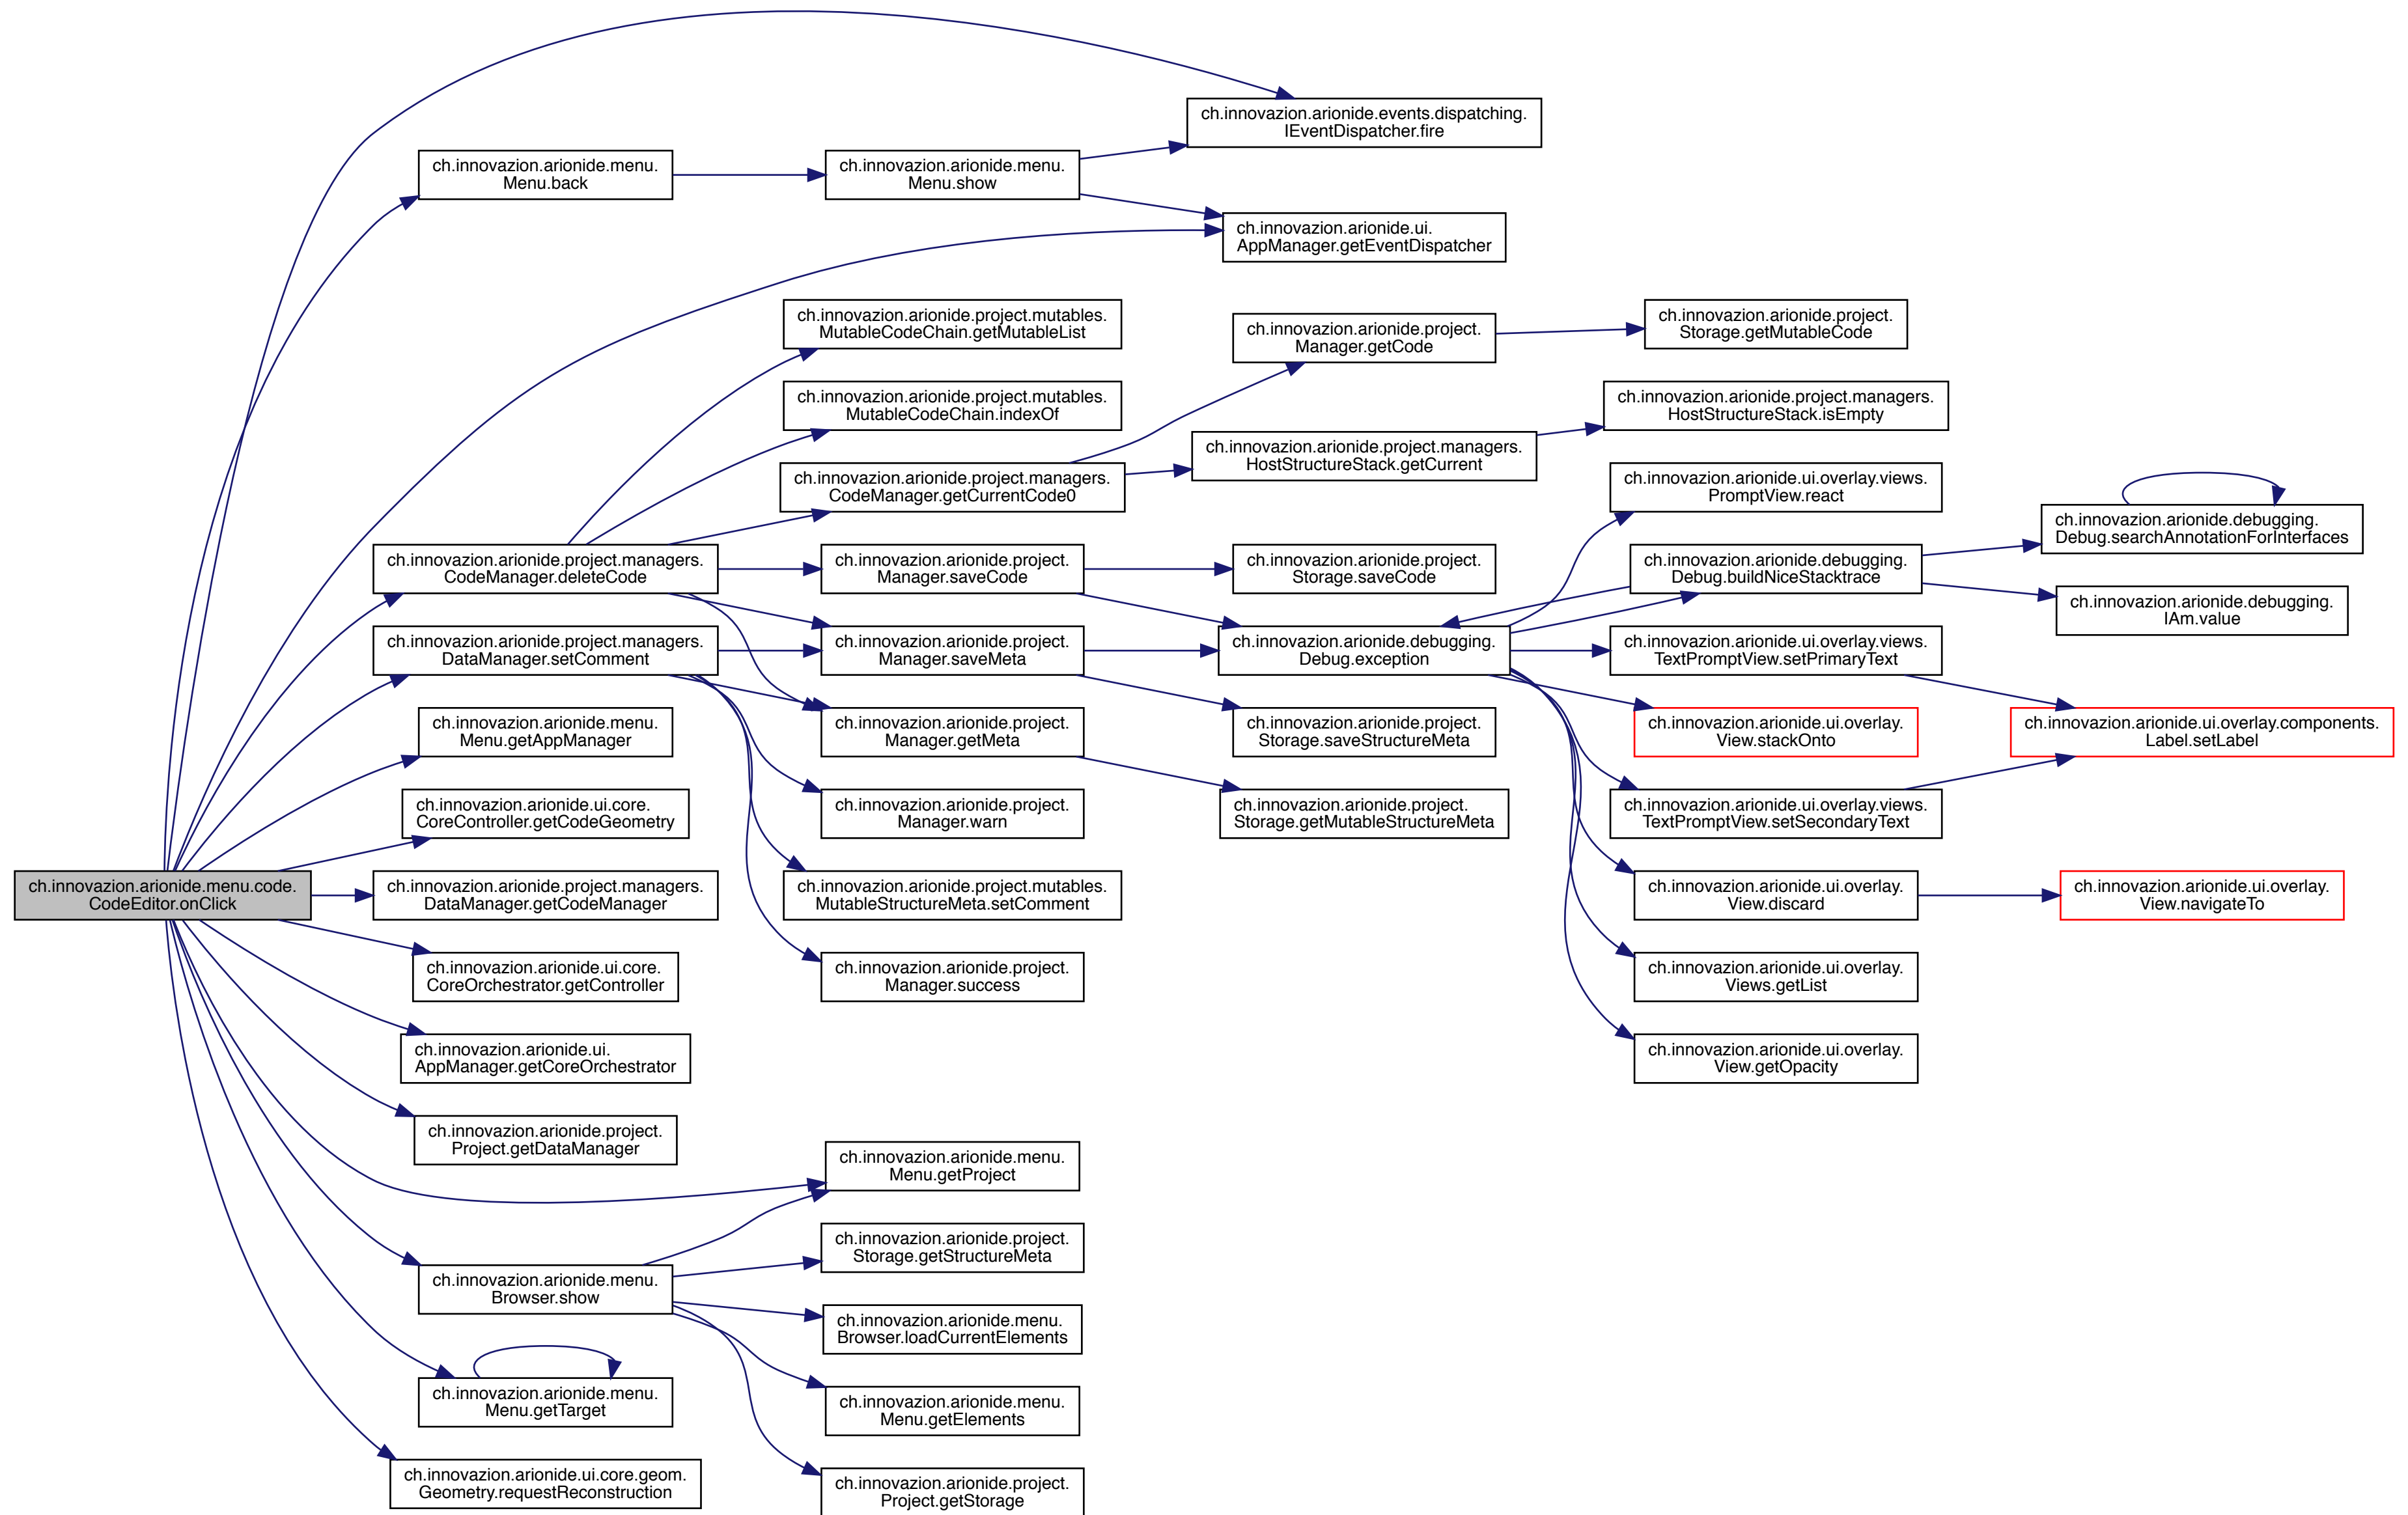 ch.innovazion.arionide.menu.code.
CodeEditor.onClick
ch.innovazion.arionide.events.dispatching.
IEventDispatcher.fire
ch.innovazion.arionide.menu.
Menu.back
ch.innovazion.arionide.menu.
Menu.show
ch.innovazion.arionide.ui.
AppManager.getEventDispatcher
ch.innovazion.arionide.project.mutables.
MutableCodeChain.getMutableList
ch.innovazion.arionide.project.
Manager.getCode
ch.innovazion.arionide.project.
Storage.getMutableCode
ch.innovazion.arionide.project.mutables.
MutableCodeChain.indexOf
ch.innovazion.arionide.project.managers.
HostStructureStack.isEmpty
ch.innovazion.arionide.project.managers.
HostStructureStack.getCurrent
ch.innovazion.arionide.project.managers.
CodeManager.getCurrentCode0
ch.innovazion.arionide.ui.overlay.views.
PromptView.react
ch.innovazion.arionide.debugging.
Debug.searchAnnotationForInterfaces
ch.innovazion.arionide.project.managers.
CodeManager.deleteCode
ch.innovazion.arionide.project.
Manager.saveCode
ch.innovazion.arionide.project.
Storage.saveCode
ch.innovazion.arionide.debugging.
Debug.buildNiceStacktrace
ch.innovazion.arionide.debugging.
IAm.value
ch.innovazion.arionide.project.managers.
DataManager.setComment
ch.innovazion.arionide.project.
Manager.saveMeta
ch.innovazion.arionide.debugging.
Debug.exception
ch.innovazion.arionide.ui.overlay.views.
TextPromptView.setPrimaryText
ch.innovazion.arionide.menu.
Menu.getAppManager
ch.innovazion.arionide.project.
Manager.getMeta
ch.innovazion.arionide.project.
Storage.saveStructureMeta
ch.innovazion.arionide.ui.overlay.
View.stackOnto
ch.innovazion.arionide.ui.overlay.components.
Label.setLabel
ch.innovazion.arionide.ui.core.
CoreController.getCodeGeometry
ch.innovazion.arionide.project.
Manager.warn
ch.innovazion.arionide.project.
Storage.getMutableStructureMeta
ch.innovazion.arionide.ui.overlay.views.
TextPromptView.setSecondaryText
ch.innovazion.arionide.project.managers.
DataManager.getCodeManager
ch.innovazion.arionide.project.mutables.
MutableStructureMeta.setComment
ch.innovazion.arionide.ui.overlay.
View.discard
ch.innovazion.arionide.ui.overlay.
View.navigateTo
ch.innovazion.arionide.ui.core.
CoreOrchestrator.getController
ch.innovazion.arionide.project.
Manager.success
ch.innovazion.arionide.ui.overlay.
Views.getList
ch.innovazion.arionide.ui.
AppManager.getCoreOrchestrator
ch.innovazion.arionide.ui.overlay.
View.getOpacity
ch.innovazion.arionide.project.
Project.getDataManager
ch.innovazion.arionide.menu.
Menu.getProject
ch.innovazion.arionide.project.
Storage.getStructureMeta
ch.innovazion.arionide.menu.
Browser.show
ch.innovazion.arionide.menu.
Browser.loadCurrentElements
ch.innovazion.arionide.menu.
Menu.getTarget
ch.innovazion.arionide.menu.
Menu.getElements
ch.innovazion.arionide.ui.core.geom.
Geometry.requestReconstruction
ch.innovazion.arionide.project.
Project.getStorage